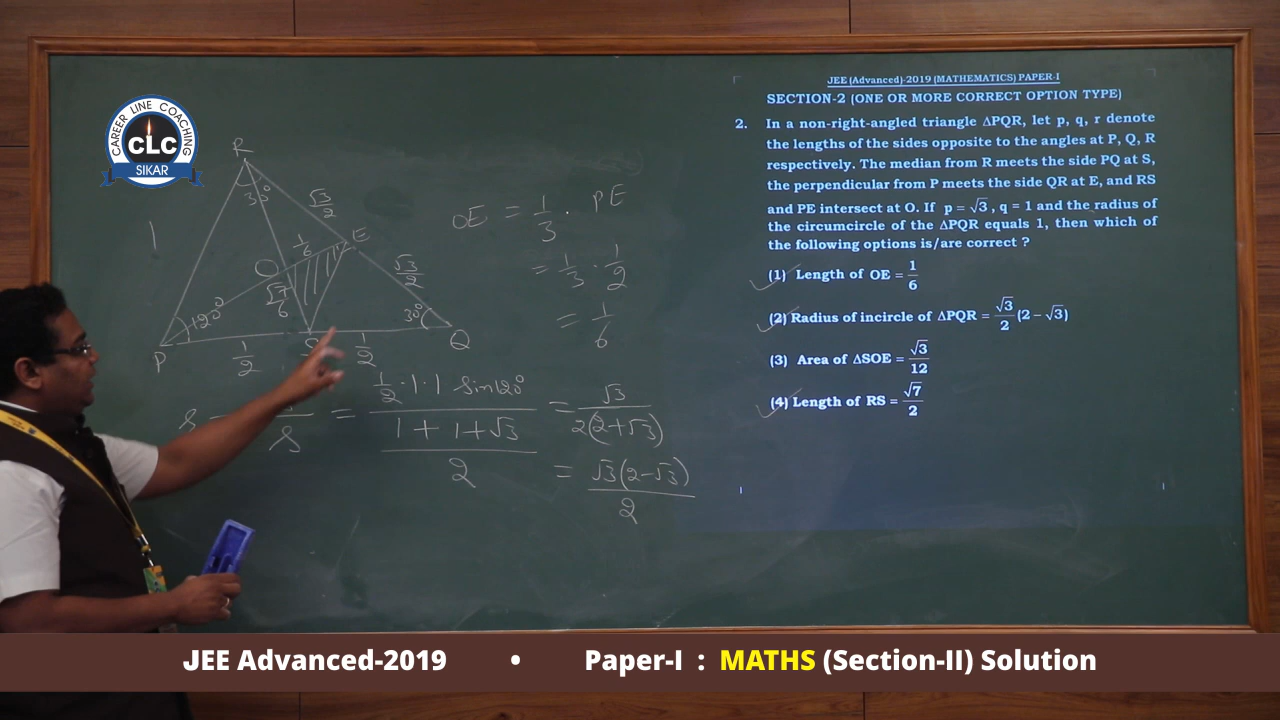 CAREER LINE COACHING
CLC
SIKAR
JEE (Advanced)-2019 (MATHEMATICS) PAPER-I
SECTION-2 (ONE OR MORE CORRECT OPTION TYPE)
2. In a non-right-angled triangle ΔPQR, let p, q, r denote
the lengths of the sides opposite to the angles at P, Q, R
respectively. The median from R meets the side PQ at S,
the perpendicular from P meets the side QR at E, and RS
and PE intersect at O. If p = √3 , q = 1 and the radius of
the circumcircle of the ΔPQR equals 1, then which of
the following options is/are correct ?
(1) Length of OE = 1/6
(2) Radius of incircle of ΔPQR = √3/2 (2 – √3)
(3) Area of ΔSOE = √3/12
(4) Length of RS = √7/2
R
30°
√3/2
1
1/6
E
O
√7/6
√3/2
120°
30°
P
1/2
1/2
Q
OE = 1/3 · PE
= 1/3 · 1/2
= 1/6
= (1/2 · 1 · 1 sin120°)/((1 + 1 + √3)/2) = √3/(2(2+√3))
= √3(2-√3)/2
JEE Advanced-2019 • Paper-I : MATHS (Section-II) Solution